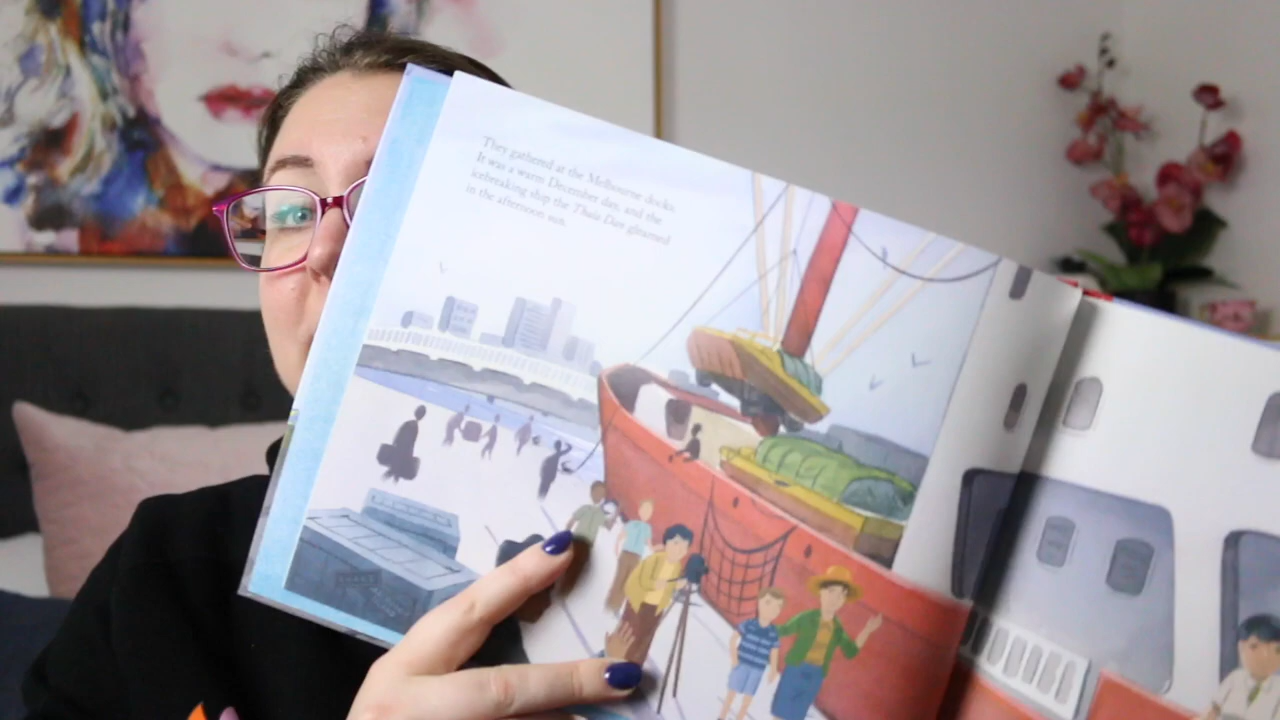 They gathered at the Melbourne docks.
It was a warm December day, and the
icebreaking ship the Thala Dan gleamed
in the afternoon sun.